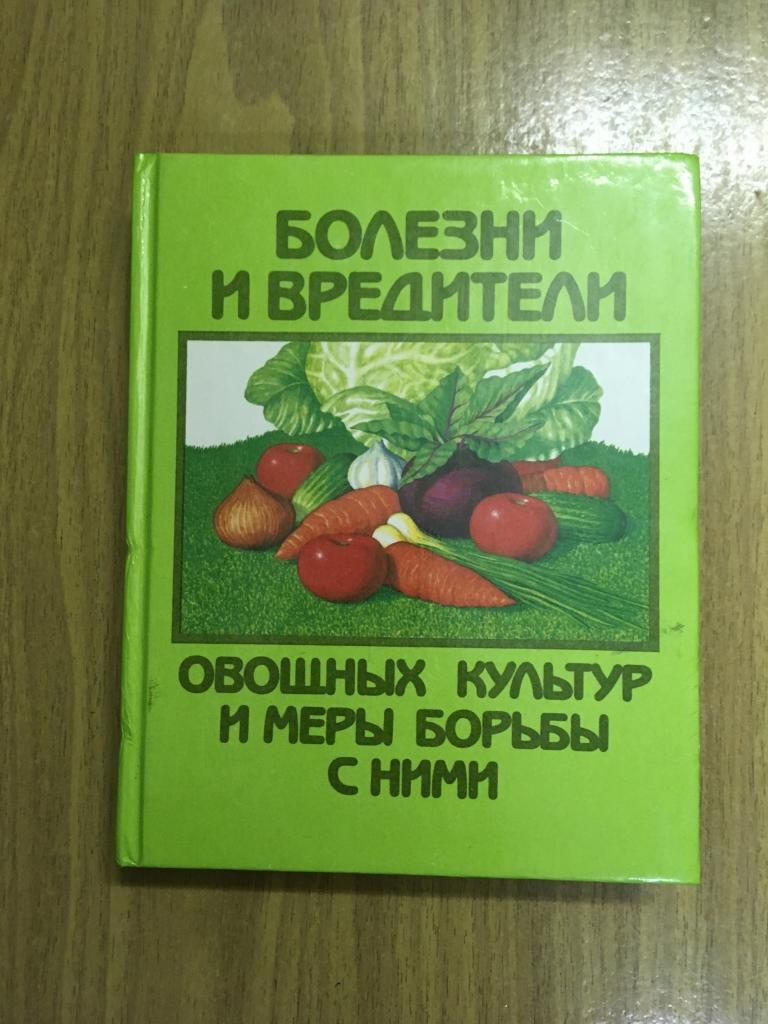 БОЛЕЗНИ
И ВРЕДИТЕЛИ
ОВОЩНЫХ КУЛЬТУР
И МЕРЫ БОРЬБЫ
С НИМИ